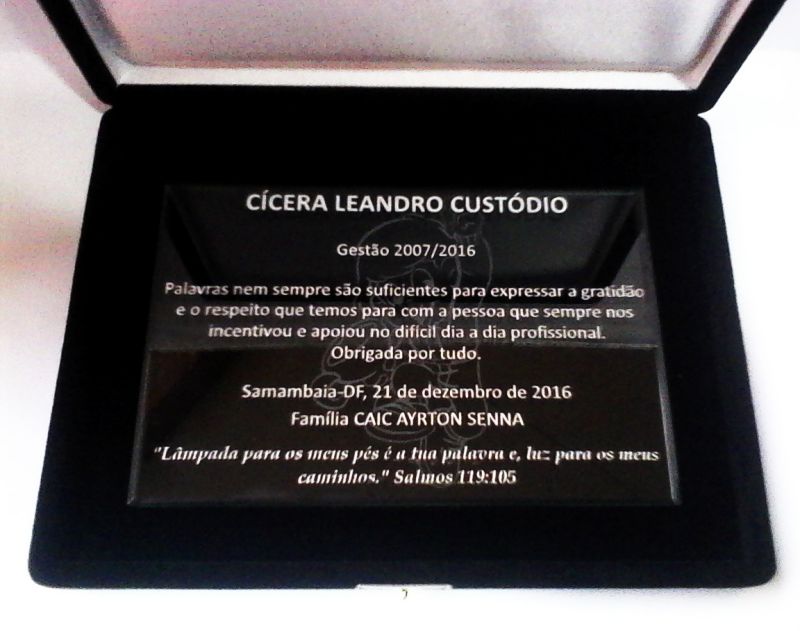 CÍCERA LEANDRO CUSTÓDIO
Gestão 2007/2016
Palavras nem sempre são suficientes para expressar a gratidão
e o respeito que temos para com a pessoa que sempre nos
incentivou e apoiou no difícil dia a dia profissional.
Obrigada por tudo.
Samambaia-DF, 21 de dezembro de 2016
Família CAIC AYRTON SENNA
"Lâmpada para os meus pés é a tua palavra e, luz para os meus
caminhos." Salmos 119:105